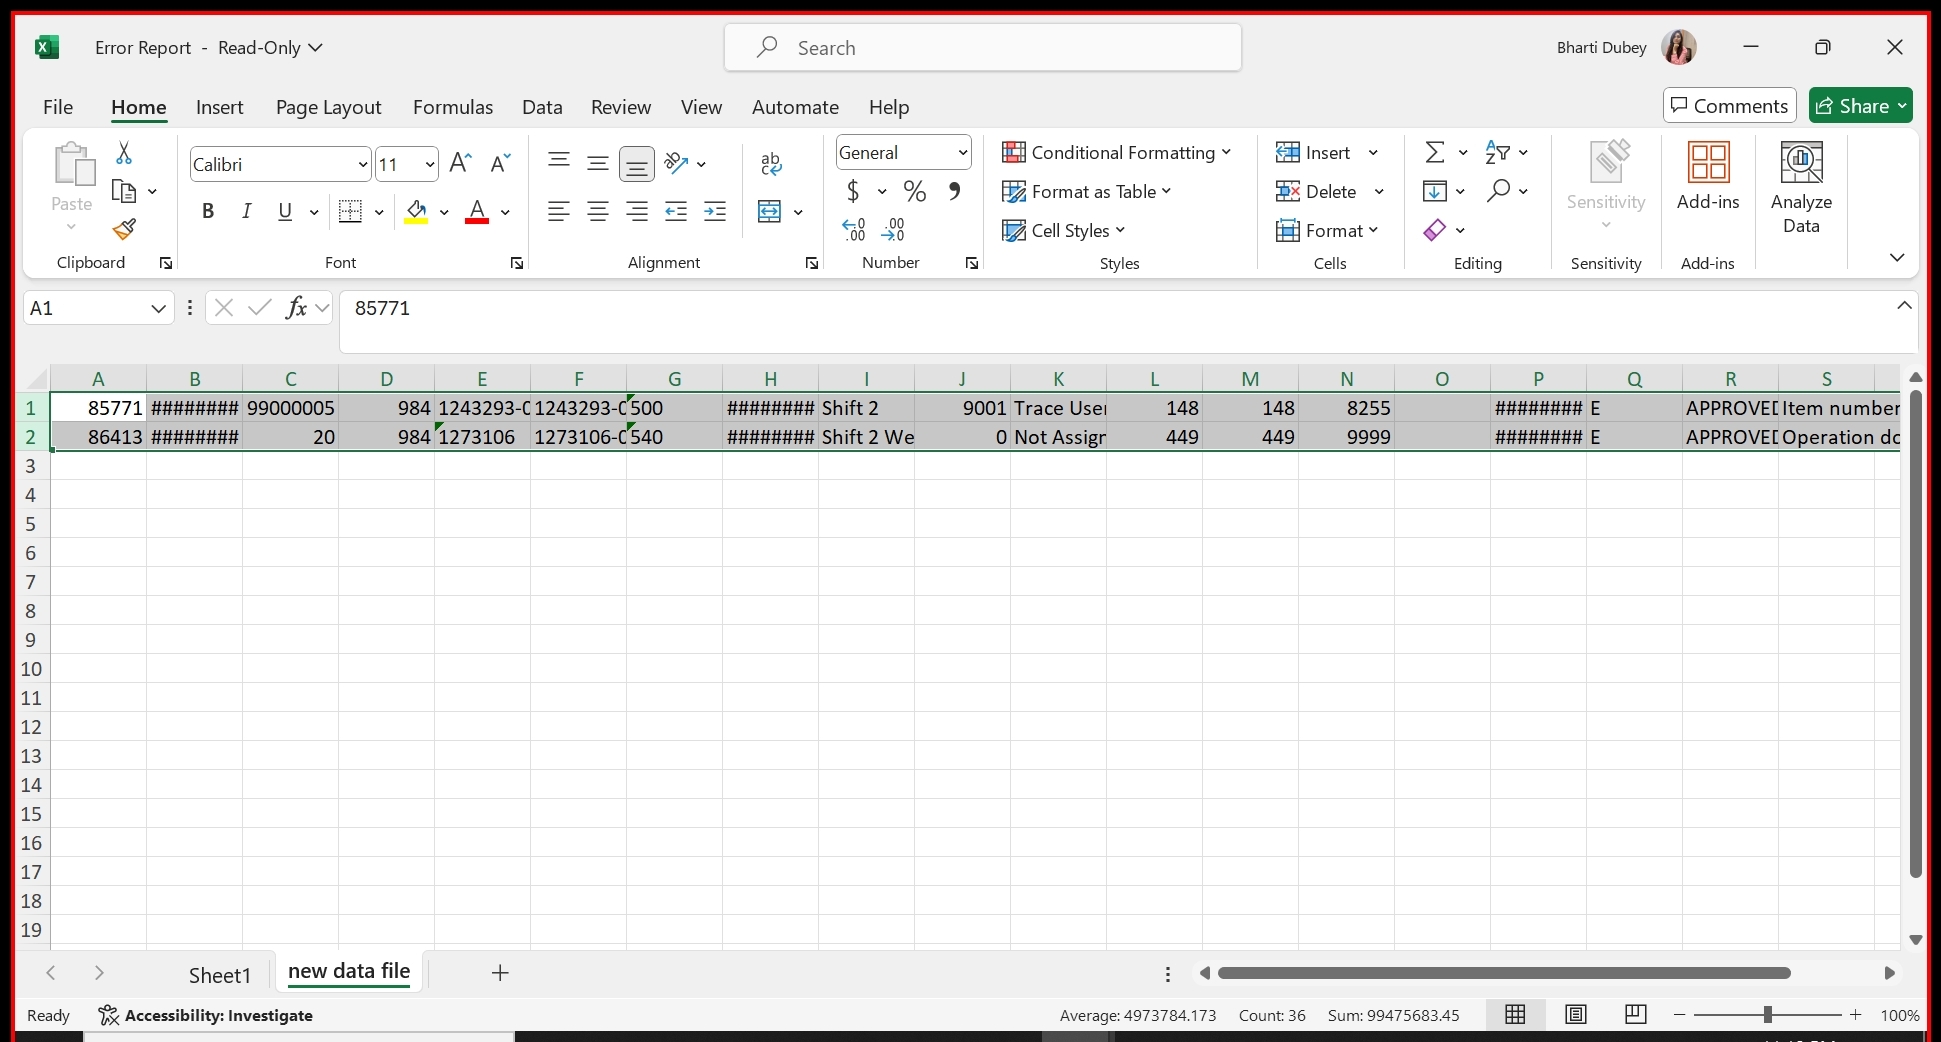 Error Report - Read-Only
Search
Bharti Dubey
File Home Insert Page Layout Formulas Data Review View Automate Help
Comments Share
Paste
Clipboard
Calibri 11
B I U A
Font
ab
Alignment
General
$ % ,
Number
Conditional Formatting
Format as Table
Cell Styles
Styles
Insert
Delete
Format
Cells
Editing
Sensitivity
Sensitivity
Add-ins
Add-ins
Analyze
Data
A1 fx 85771
A B C D E F G H I J K L M N O P Q R S
1 85771 ######## 99000005 984 1243293-0 1243293-0 500 ######## Shift 2 9001 Trace User 148 148 8255 ######## E APPROVED Item number
2 86413 ######## 20 984 1273106 1273106-0 540 ######## Shift 2 We 0 Not Assign 449 449 9999 ######## E APPROVED Operation do
3
4
5
6
7
8
9
10
11
12
13
14
15
16
17
18
19
Sheet1 new data file +
Ready Accessibility: Investigate Average: 4973784.173 Count: 36 Sum: 99475683.45 100%